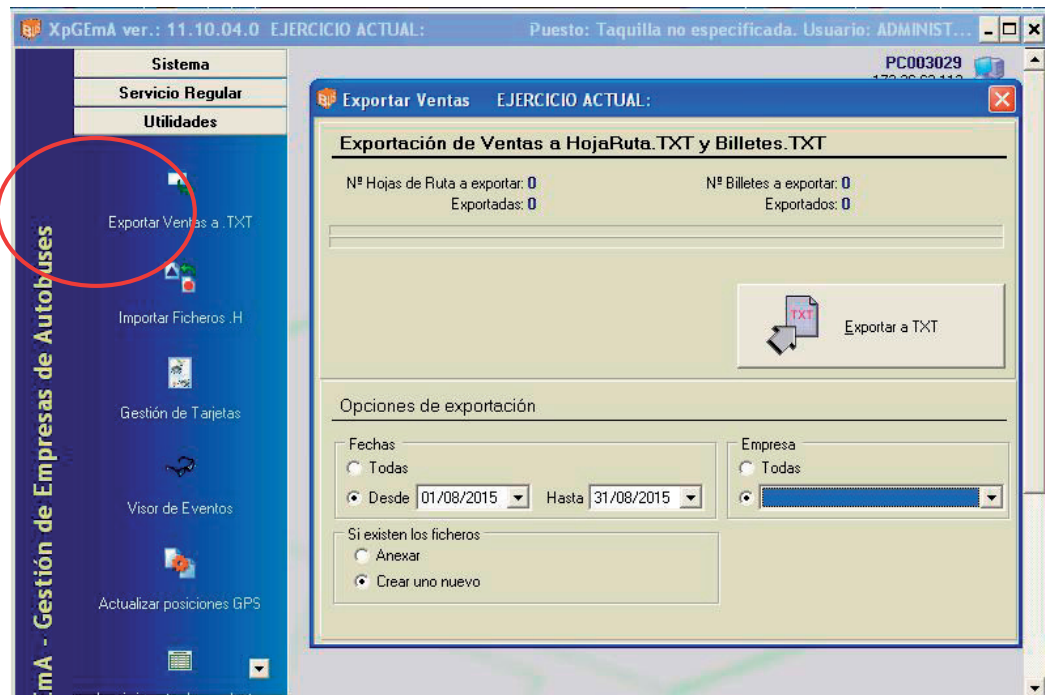 XpGEmA ver.: 11.10.04.0 EJERCICIO ACTUAL: Puesto: Taquilla no especificada. Usuario: ADMINIST...
PC003029
Sistema
Servicio Regular
Utilidades
Exportar Ventas a .TXT
Importar Ficheros .H
Gestión de Tarjetas
Visor de Eventos
Actualizar posiciones GPS
EmA - Gestión de Empresas de Autobuses
Exportar Ventas EJERCICIO ACTUAL:
Exportación de Ventas a HojaRuta.TXT y Billetes.TXT
Nº Hojas de Ruta a exportar: 0 Nº Billetes a exportar: 0
Exportadas: 0 Exportados: 0
TXT
Exportar a TXT
Opciones de exportación
Fechas
Todas
Desde 01/08/2015 Hasta 31/08/2015
Empresa
Todas
Si existen los ficheros
Anexar
Crear uno nuevo